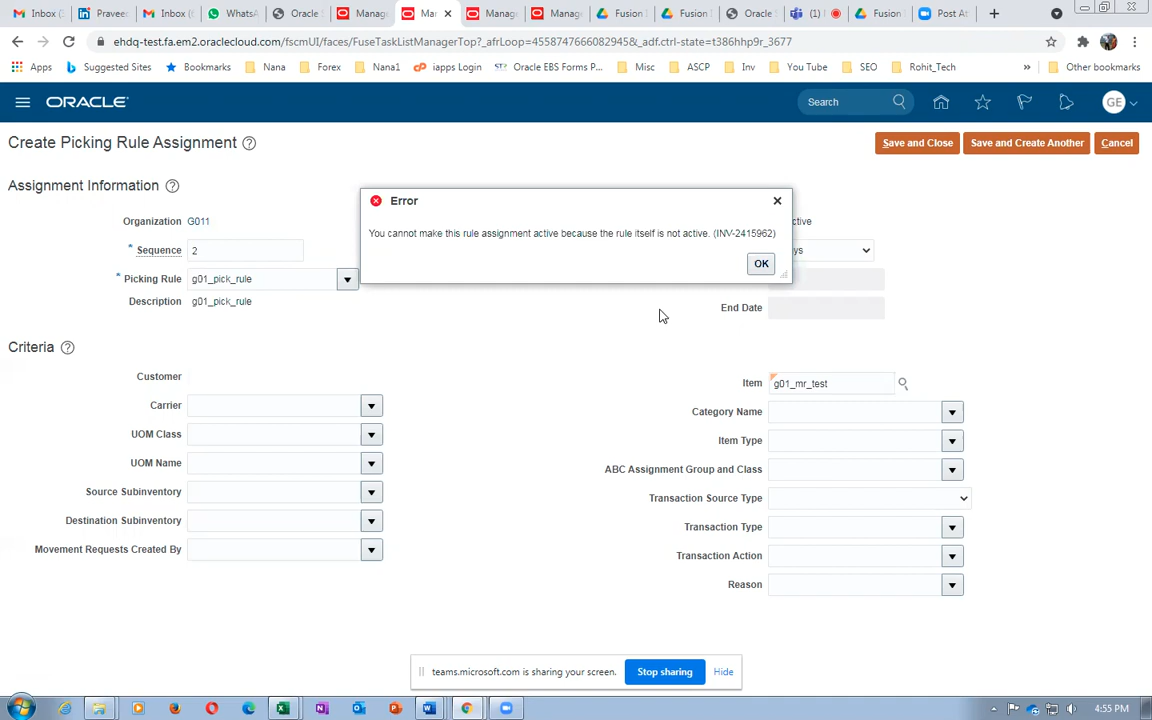 Inbox (
Praveen
Inbox (6
WhatsA
Oracle
Manage
Man
Manage
Manage
Fusion
Fusion
Oracle
(1)
Fusion
Post At
ehdq-test.fa.em2.oraclecloud.com/fscmUI/faces/FuseTaskListManagerTop?_afrLoop=4558747666082945&_adf.ctrl-state=t386hhp9r_3677
Apps
Suggested Sites
Bookmarks
Nana
Forex
Nana1
iapps Login
Oracle EBS Forms P...
Misc
ASCP
Inv
You Tube
SEO
Rohit_Tech
»
Other bookmarks
ORACLE
Search
GE
Create Picking Rule Assignment
Save and Close
Save and Create Another
Cancel
Assignment Information
Error
You cannot make this rule assignment active because the rule itself is not active. (INV-2415962)
OK
Organization G011
* Sequence 2
* Picking Rule g01_pick_rule
Description g01_pick_rule
End Date
Criteria
Customer
Carrier
UOM Class
UOM Name
Source Subinventory
Destination Subinventory
Movement Requests Created By
Item g01_mr_test
Category Name
Item Type
ABC Assignment Group and Class
Transaction Source Type
Transaction Type
Transaction Action
Reason
teams.microsoft.com is sharing your screen.
Stop sharing
Hide
4:55 PM